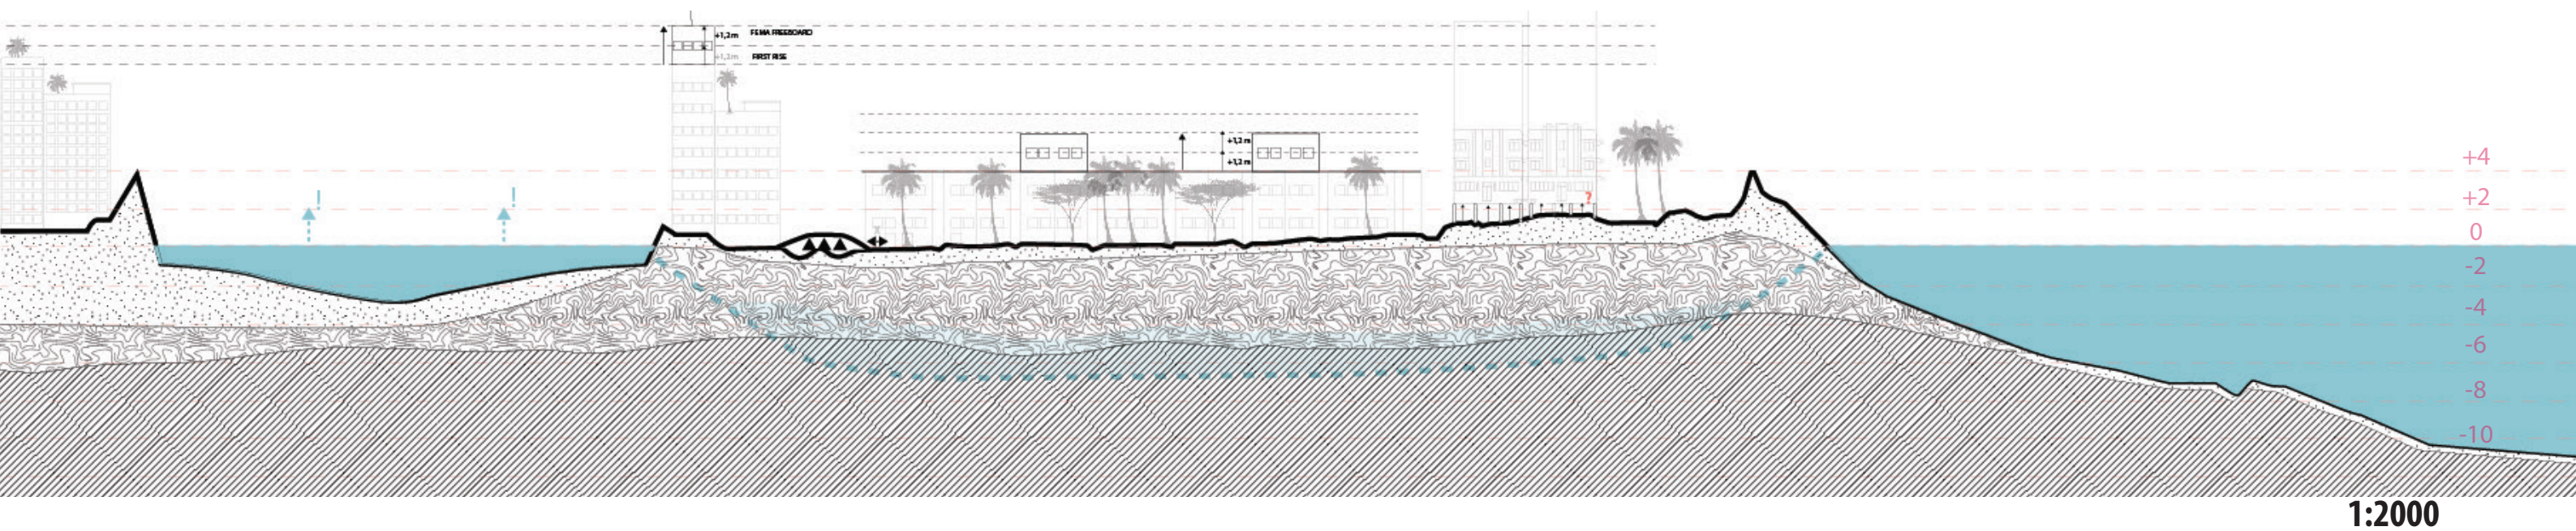 +1,2m FEMA FREEBOARD
+1,2m FIRST RISE
! !
+1,2 m
+1,2 m
?
+4
+2
0
-2
-4
-6
-8
-10
1:2000